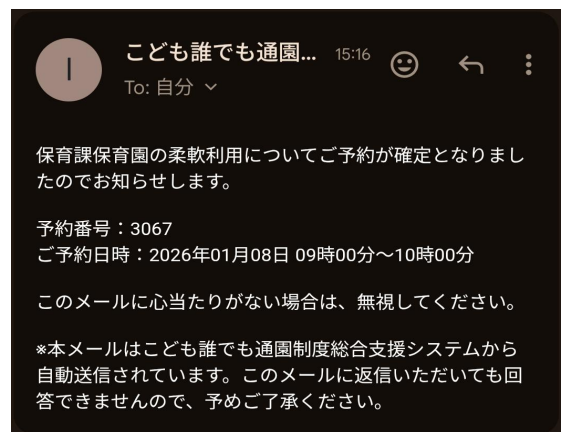 I
こども誰でも通園... 15:16
To: 自分
保育課保育園の柔軟利用についてご予約が確定となりまし
たのでお知らせします。
予約番号：3067
ご予約日時：2026年01月08日 09時00分～10時00分
このメールに心当たりがない場合は、無視してください。
※本メールはこども誰でも通園制度総合支援システムから
自動送信されています。このメールに返信いただいても回
答できませんので、予めご了承ください。